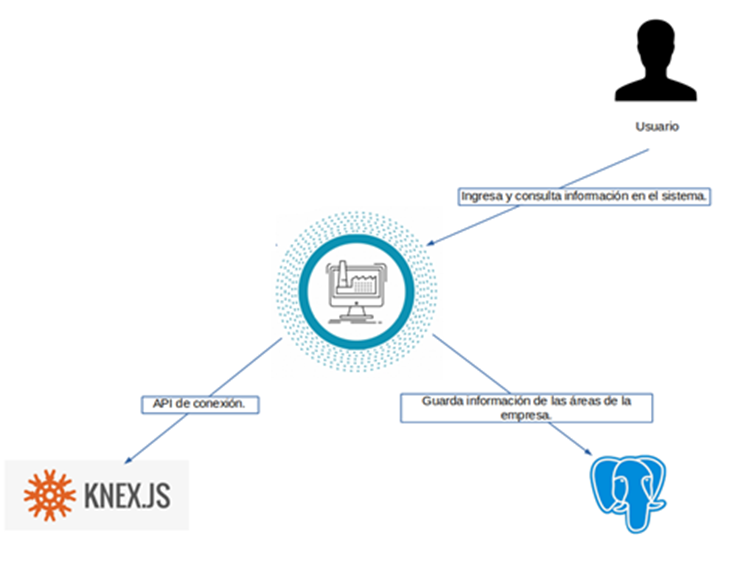 Usuario
Ingresa y consulta información en el sistema.
API de conexión.
Guarda información de las áreas de la
empresa.
KNEX.JS